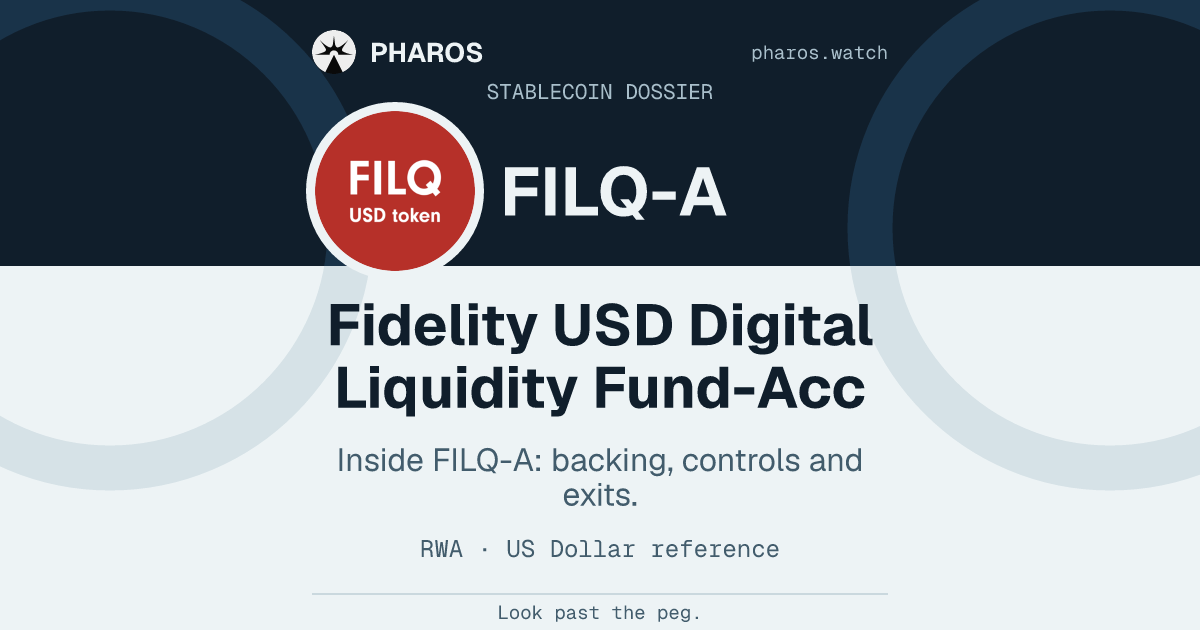 PHAROS
pharos.watch
STABLECOIN DOSSIER
FILQ
USD token
FILQ-A
Fidelity USD Digital
Liquidity Fund-Acc
Inside FILQ-A: backing, controls and
exits.
RWA · US Dollar reference
Look past the peg.